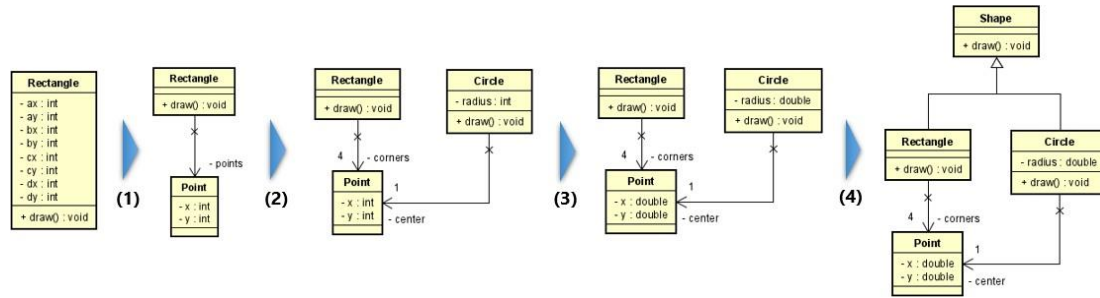 Rectangle
- ax : int
- ay : int
- bx : int
- by : int
- cx : int
- cy : int
- dx : int
- dy : int
+ draw() : void
(1)
Rectangle
+ draw() : void
- points
Point
- x : int
- y : int
(2)
Rectangle
+ draw() : void
Circle
- radius : int
+ draw() : void
4
- corners
Point
- x : int
- y : int
1
- center
(3)
Rectangle
+ draw() : void
Circle
- radius : double
+ draw() : void
4
- corners
Point
- x : double
- y : double
1
- center
(4)
Shape
+ draw() : void
Rectangle
+ draw() : void
Circle
- radius : double
+ draw() : void
4
- corners
Point
- x : double
- y : double
1
- center